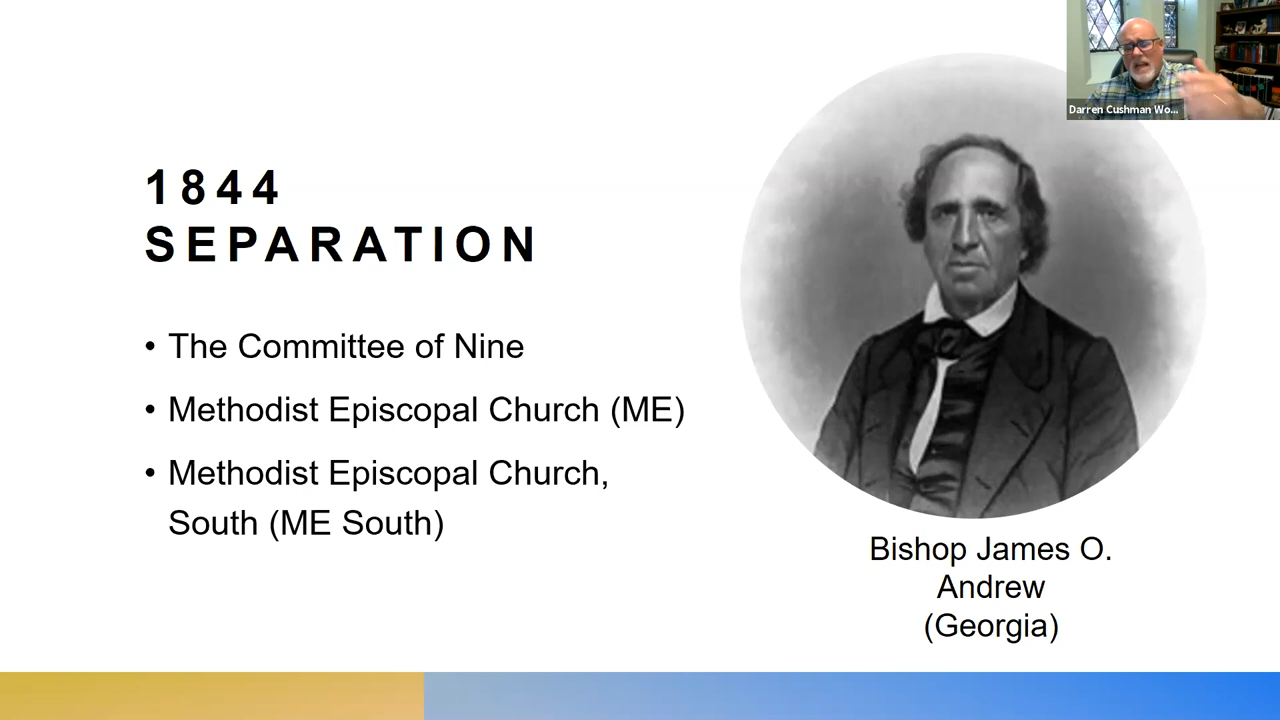 Darren Cushman Wo...
1844
SEPARATION
• The Committee of Nine
• Methodist Episcopal Church (ME)
• Methodist Episcopal Church,
South (ME South)
Bishop James O.
Andrew
(Georgia)